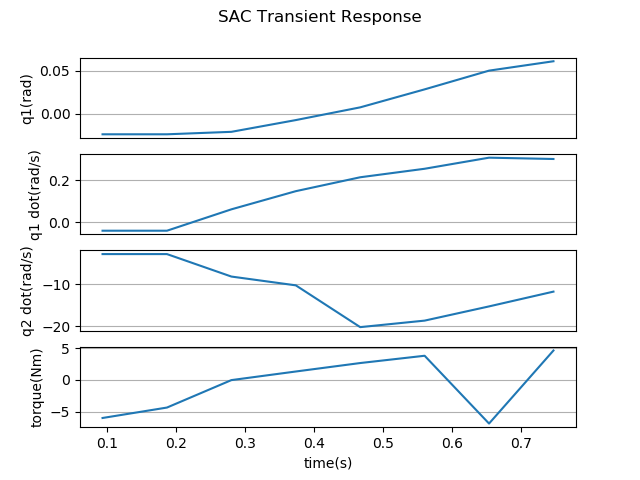 SAC Transient Response
q1(rad)
0.05
0.00
q1 dot(rad/s)
0.2
0.0
q2 dot(rad/s)
−10
−20
torque(Nm)
5
0
−5
0.1 0.2 0.3 0.4 0.5 0.6 0.7
time(s)